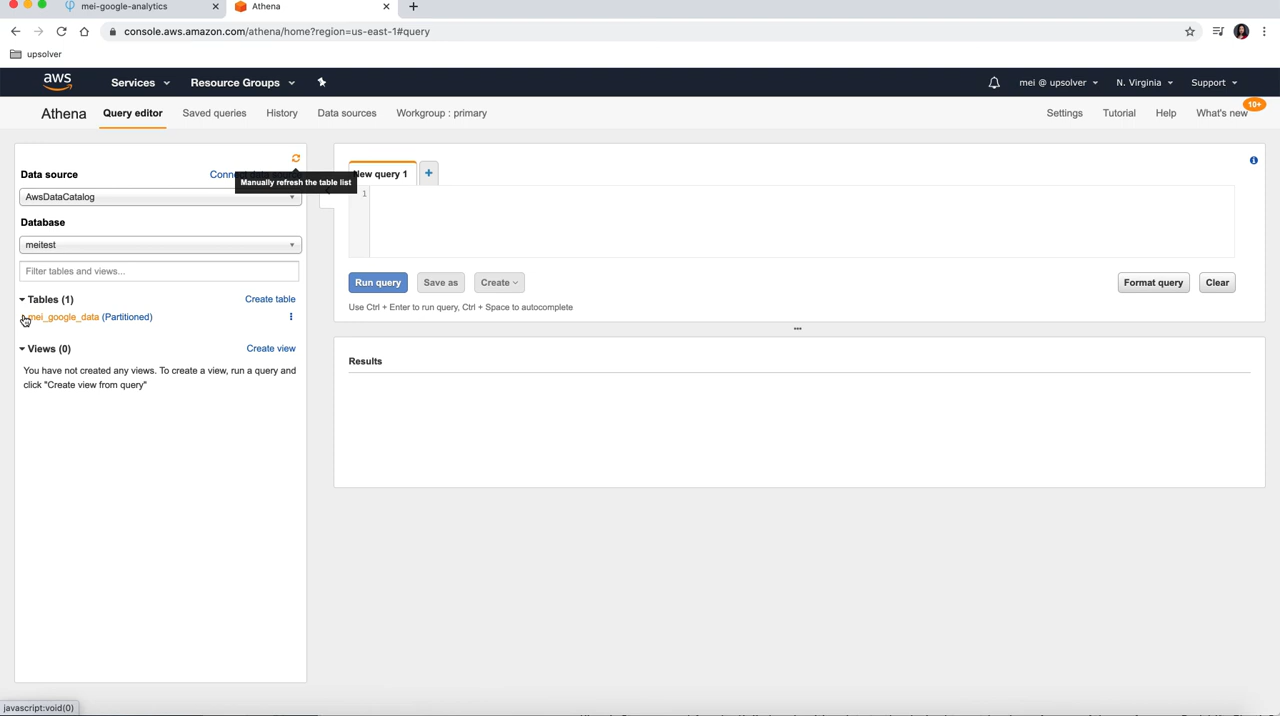 mei-google-analytics
Athena
console.aws.amazon.com/athena/home?region=us-east-1#query
upsolver
aws
Services
Resource Groups
mei @ upsolver
N. Virginia
Support
Athena
Query editor
Saved queries
History
Data sources
Workgroup : primary
Settings
Tutorial
Help
What's new
10+
Data source
Manually refresh the table list
New query 1
+
AwsDataCatalog
1
Database
meitest
Filter tables and views...
Run query
Save as
Create
Format query
Clear
Tables (1)
Create table
Use Ctrl + Enter to run query, Ctrl + Space to autocomplete
mei_google_data (Partitioned)
Views (0)
Create view
You have not created any views. To create a view, run a query and
click "Create view from query"
Results
javascript:void(0)